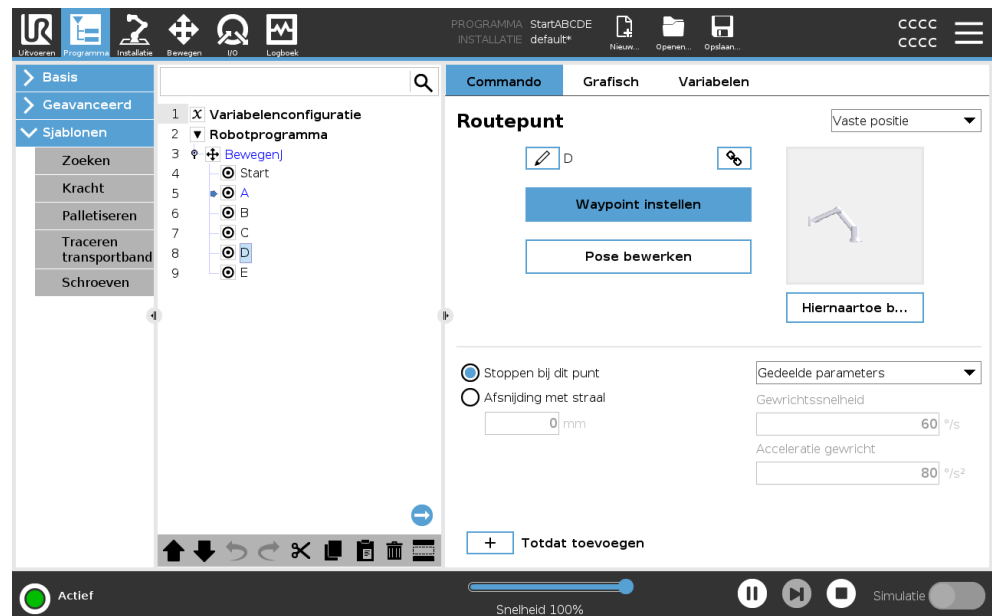 UR
PROGRAMMA StartABCDE
INSTALLATIE default*
Uitvoeren Programma Installatie Bewegen I/O Logboek
Nieuw... Openen... Opslaan...
cccc
cccc
Basis
Geavanceerd
Sjablonen
Zoeken
Kracht
Palletiseren
Traceren
transportband
Schroeven
1 x Variabelenconfiguratie
2 Robotprogramma
3 BewegenJ
4 Start
5 A
6 B
7 C
8 D
9 E
Commando Grafisch Variabelen
Routepunt
Vaste positie
D
Waypoint instellen
Pose bewerken
Hiernaartoe b...
Stoppen bij dit punt
Afsnijding met straal
0 mm
Gedeelde parameters
Gewrichtssnelheid
60 °/s
Acceleratie gewricht
80 °/s²
+ Totdat toevoegen
Actief
Snelheid 100%
Simulatie